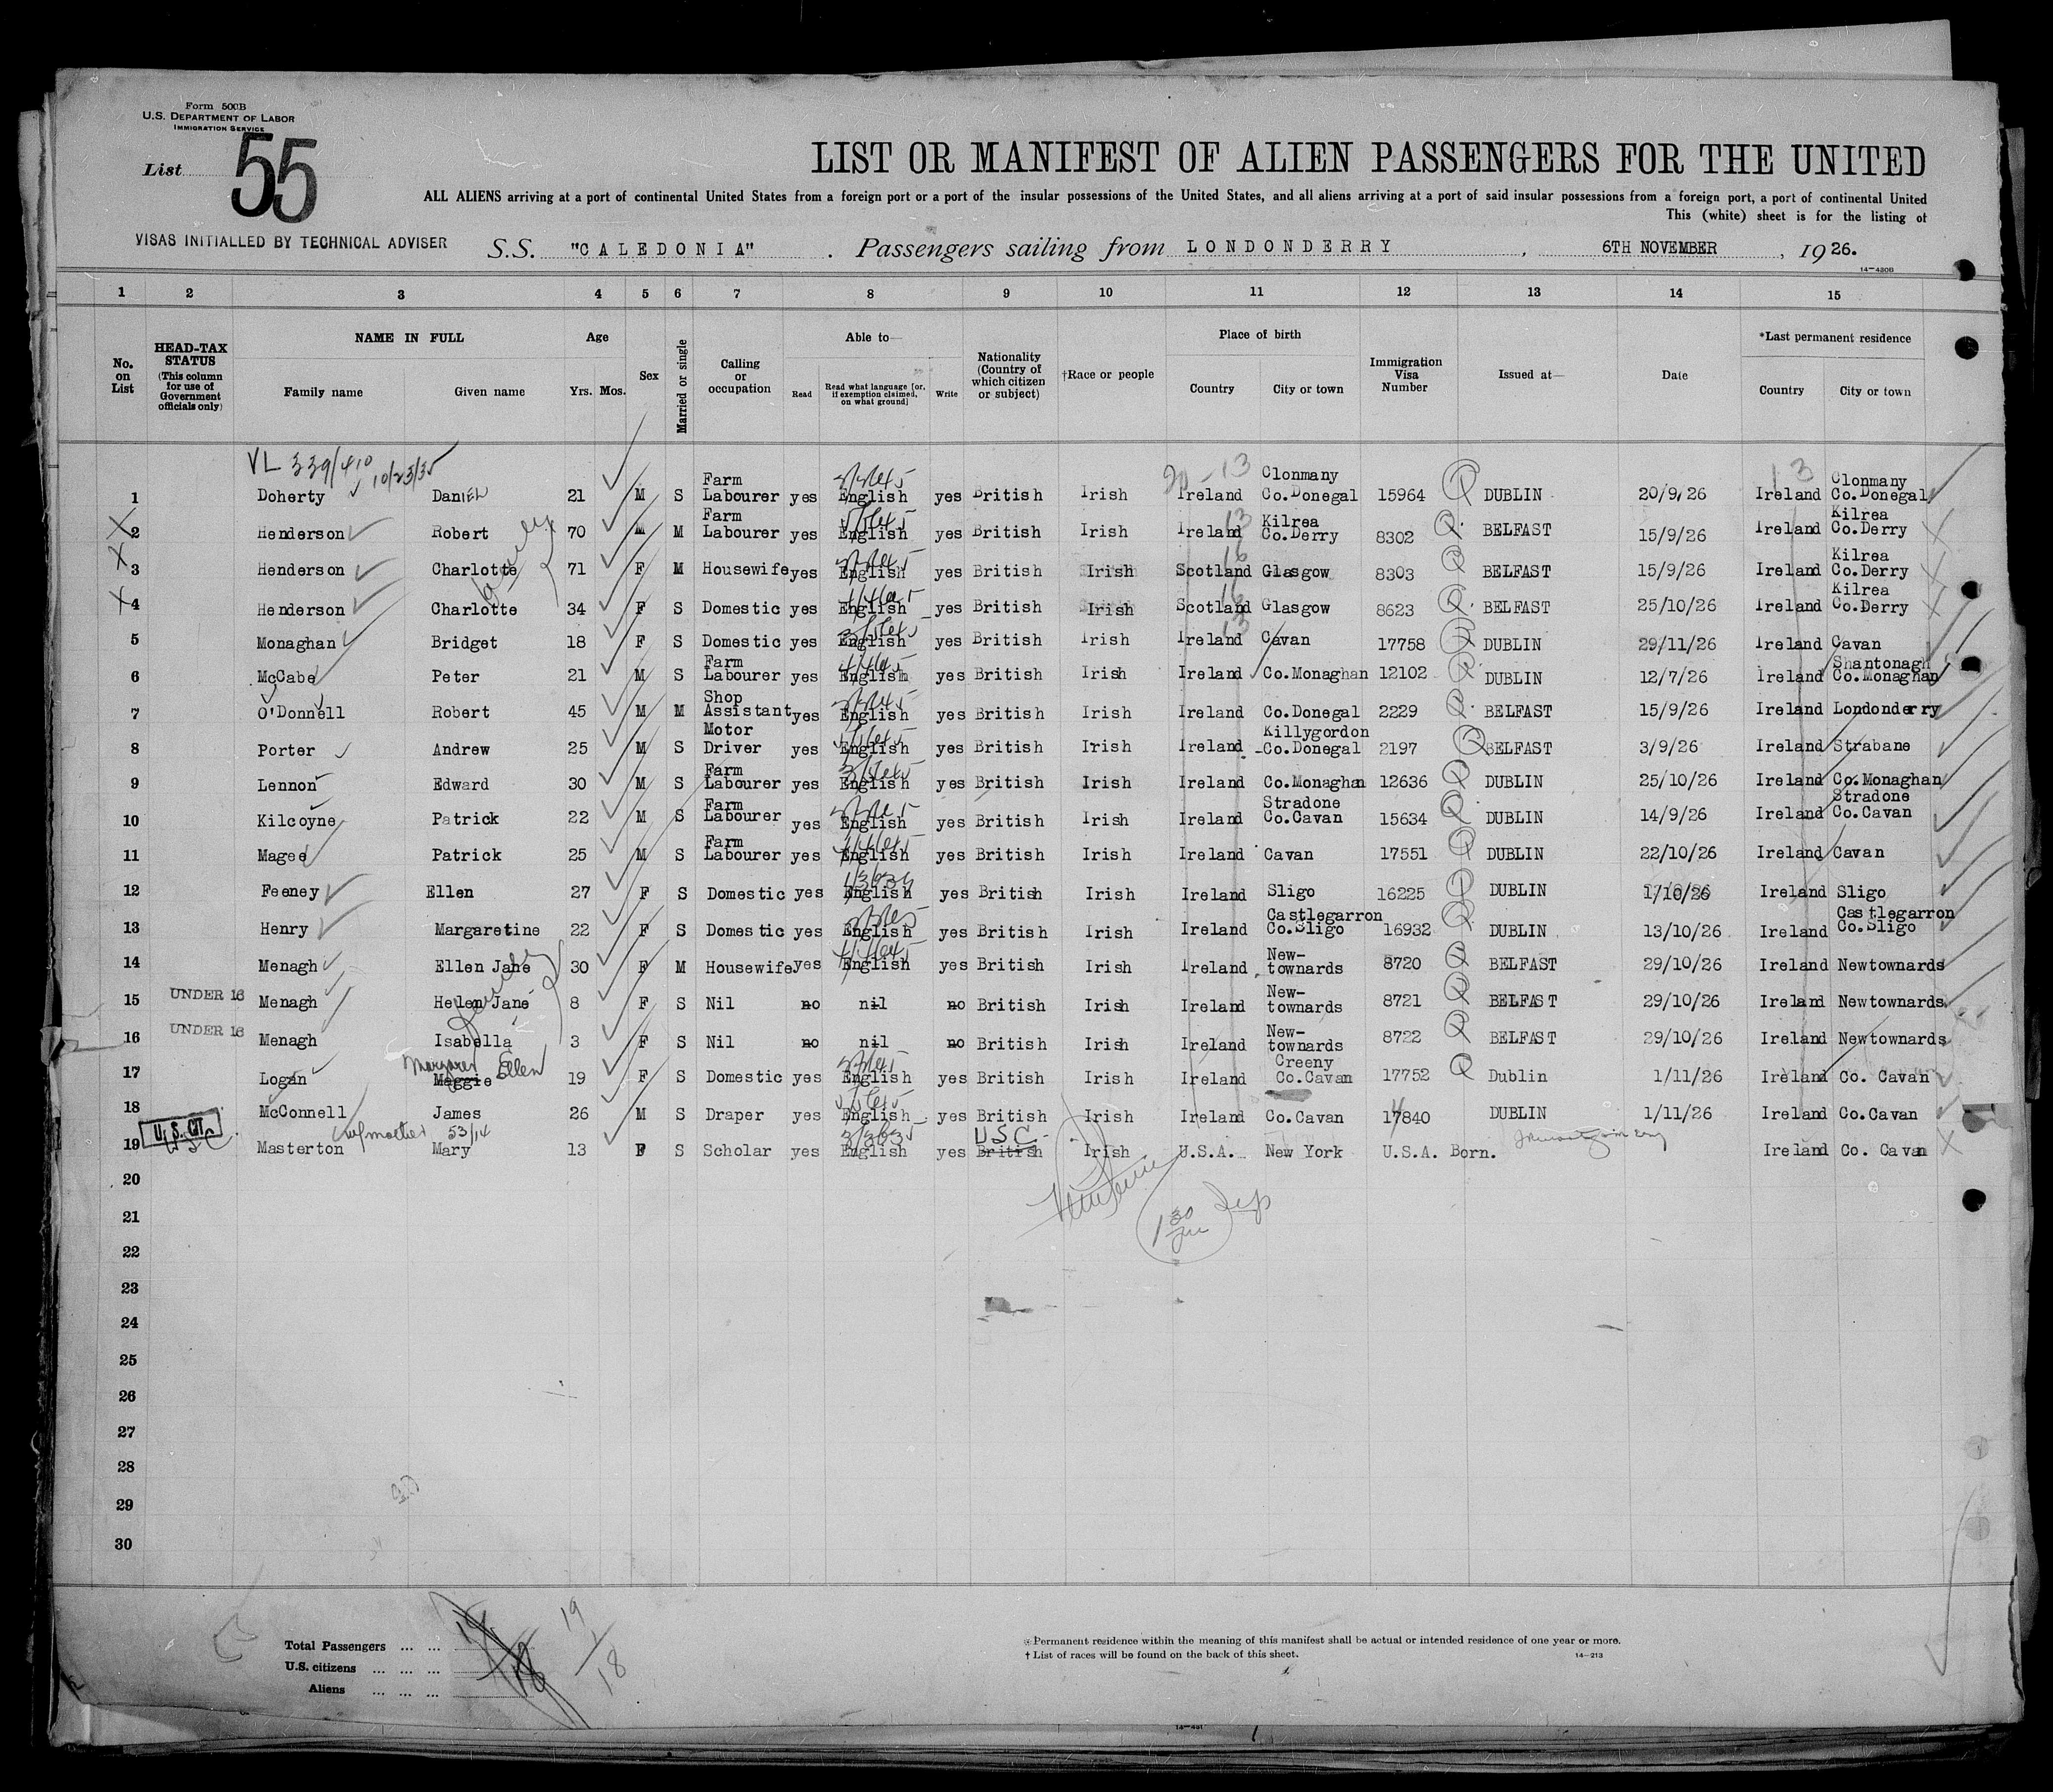 Form 500B
U.S. DEPARTMENT OF LABOR
IMMIGRATION SERVICE
List 55
LIST OR MANIFEST OF ALIEN PASSENGERS FOR THE UNITED
ALL ALIENS arriving at a port of continental United States from a foreign port or a port of the insular possessions of the United States, and all aliens arriving at a port of said insular possessions from a foreign port, a port of continental United
This (white) sheet is for the listing of
VISAS INITIALLED BY TECHNICAL ADVISER
S.S. "CALEDONIA" . Passengers sailing from LONDONDERRY , 6TH NOVEMBER , 1926.
14-430B
1 2 3 4 5 6 7 8 9 10 11 12 13 14 15
No. on List
HEAD-TAX STATUS (This column for use of Government officials only)
NAME IN FULL
Family name Given name
Age
Yrs. Mos.
Sex
Married or single
Calling or occupation
Able to—
Read Read what language [or, if exemption claimed, on what ground] Write
Nationality (Country of which citizen or subject)
†Race or people
Place of birth
Country City or town
Immigration Visa Number
Issued at—
Date
*Last permanent residence
Country City or town
VL 339/410 10/23/35
1 Doherty Daniel 21 M S Farm Labourer yes English yes British Irish Ireland Clonmany Co.Donegal 15964 DUBLIN 20/9/26 Ireland Clonmany Co.Donegal
2 Henderson Robert 70 M M Farm Labourer yes English yes British Irish Ireland Kilrea Co.Derry 8302 BELFAST 15/9/26 Ireland Kilrea Co.Derry
3 Henderson Charlotte 71 F M Housewife yes English yes British Irish Scotland Glasgow 8303 BELFAST 15/9/26 Ireland Kilrea Co.Derry
4 Henderson Charlotte 34 F S Domestic yes English yes British Irish Scotland Glasgow 8623 BELFAST 25/10/26 Ireland Kilrea Co.Derry
5 Monaghan Bridget 18 F S Domestic yes English yes British Irish Ireland Cavan 17758 DUBLIN 29/11/26 Ireland Cavan
6 McCabe Peter 21 M S Farm Labourer yes English yes British Irish Ireland Co.Monaghan 12102 DUBLIN 12/7/26 Ireland Shantonagh Co.Monaghan
7 O'Donnell Robert 45 M M Shop Assistant yes English yes British Irish Ireland Co.Donegal 2229 BELFAST 15/9/26 Ireland Londonderry
8 Porter Andrew 25 M S Motor Driver yes English yes British Irish Ireland Killygordon Co.Donegal 2197 BELFAST 3/9/26 Ireland Strabane
9 Lennon Edward 30 M S Farm Labourer yes English yes British Irish Ireland Co.Monaghan 12636 DUBLIN 25/10/26 Ireland Co.Monaghan
10 Kilcoyne Patrick 22 M S Farm Labourer yes English yes British Irish Ireland Stradone Co.Cavan 15634 DUBLIN 14/9/26 Ireland Stradone Co.Cavan
11 Magee Patrick 25 M S Farm Labourer yes English yes British Irish Ireland Cavan 17551 DUBLIN 22/10/26 Ireland Cavan
12 Feeney Ellen 27 F S Domestic yes English yes British Irish Ireland Sligo 16225 DUBLIN 1/10/26 Ireland Sligo
13 Henry Margaretine 22 F S Domestic yes English yes British Irish Ireland Castlegarron Co.Sligo 16932 DUBLIN 13/10/26 Ireland Castlegarron Co.Sligo
14 Menagh Ellen Jane 30 F M Housewife yes English yes British Irish Ireland New-townards 8720 BELFAST 29/10/26 Ireland Newtownards
15 UNDER 16 Menagh Helen Jane 8 F S Nil no nil no British Irish Ireland New-townards 8721 BELFAST 29/10/26 Ireland Newtownards
16 UNDER 16 Menagh Isabella 3 F S Nil no nil no British Irish Ireland New-townards 8722 BELFAST 29/10/26 Ireland Newtownards
17 Logan Maggie Margaret Ellen 19 F S Domestic yes English yes British Irish Ireland Creeny Co.Cavan 17752 Dublin 1/11/26 Ireland Co. Cavan
18 McConnell James 26 M S Draper yes English yes British Irish Ireland Co.Cavan 17840 DUBLIN 1/11/26 Ireland Co.Cavan
19 U.S. CIT. Masterton w/mother 53/14 Mary 13 F S Scholar yes English yes British U.S.C. Irish U.S.A. New York U.S.A. Born. Ireland Co. Cavan
20
21
22
23
24
25
26
27
28
29
30
Total Passengers ... ... 19
U.S. citizens ... ... ... 1
Aliens ... ... ... 18
19/18
* Permanent residence within the meaning of this manifest shall be actual or intended residence of one year or more.
† List of races will be found on the back of this sheet.
14-213